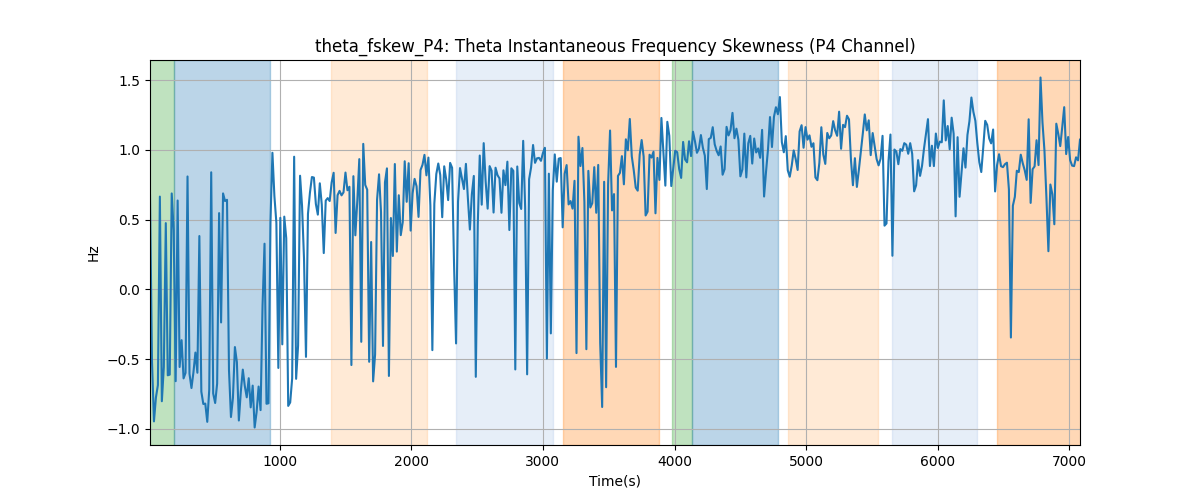 theta_fskew_P4: Theta Instantaneous Frequency Skewness (P4 Channel)
1.5
1.0
0.5
0.0
−0.5
−1.0
Hz
1000 2000 3000 4000 5000 6000 7000
Time(s)